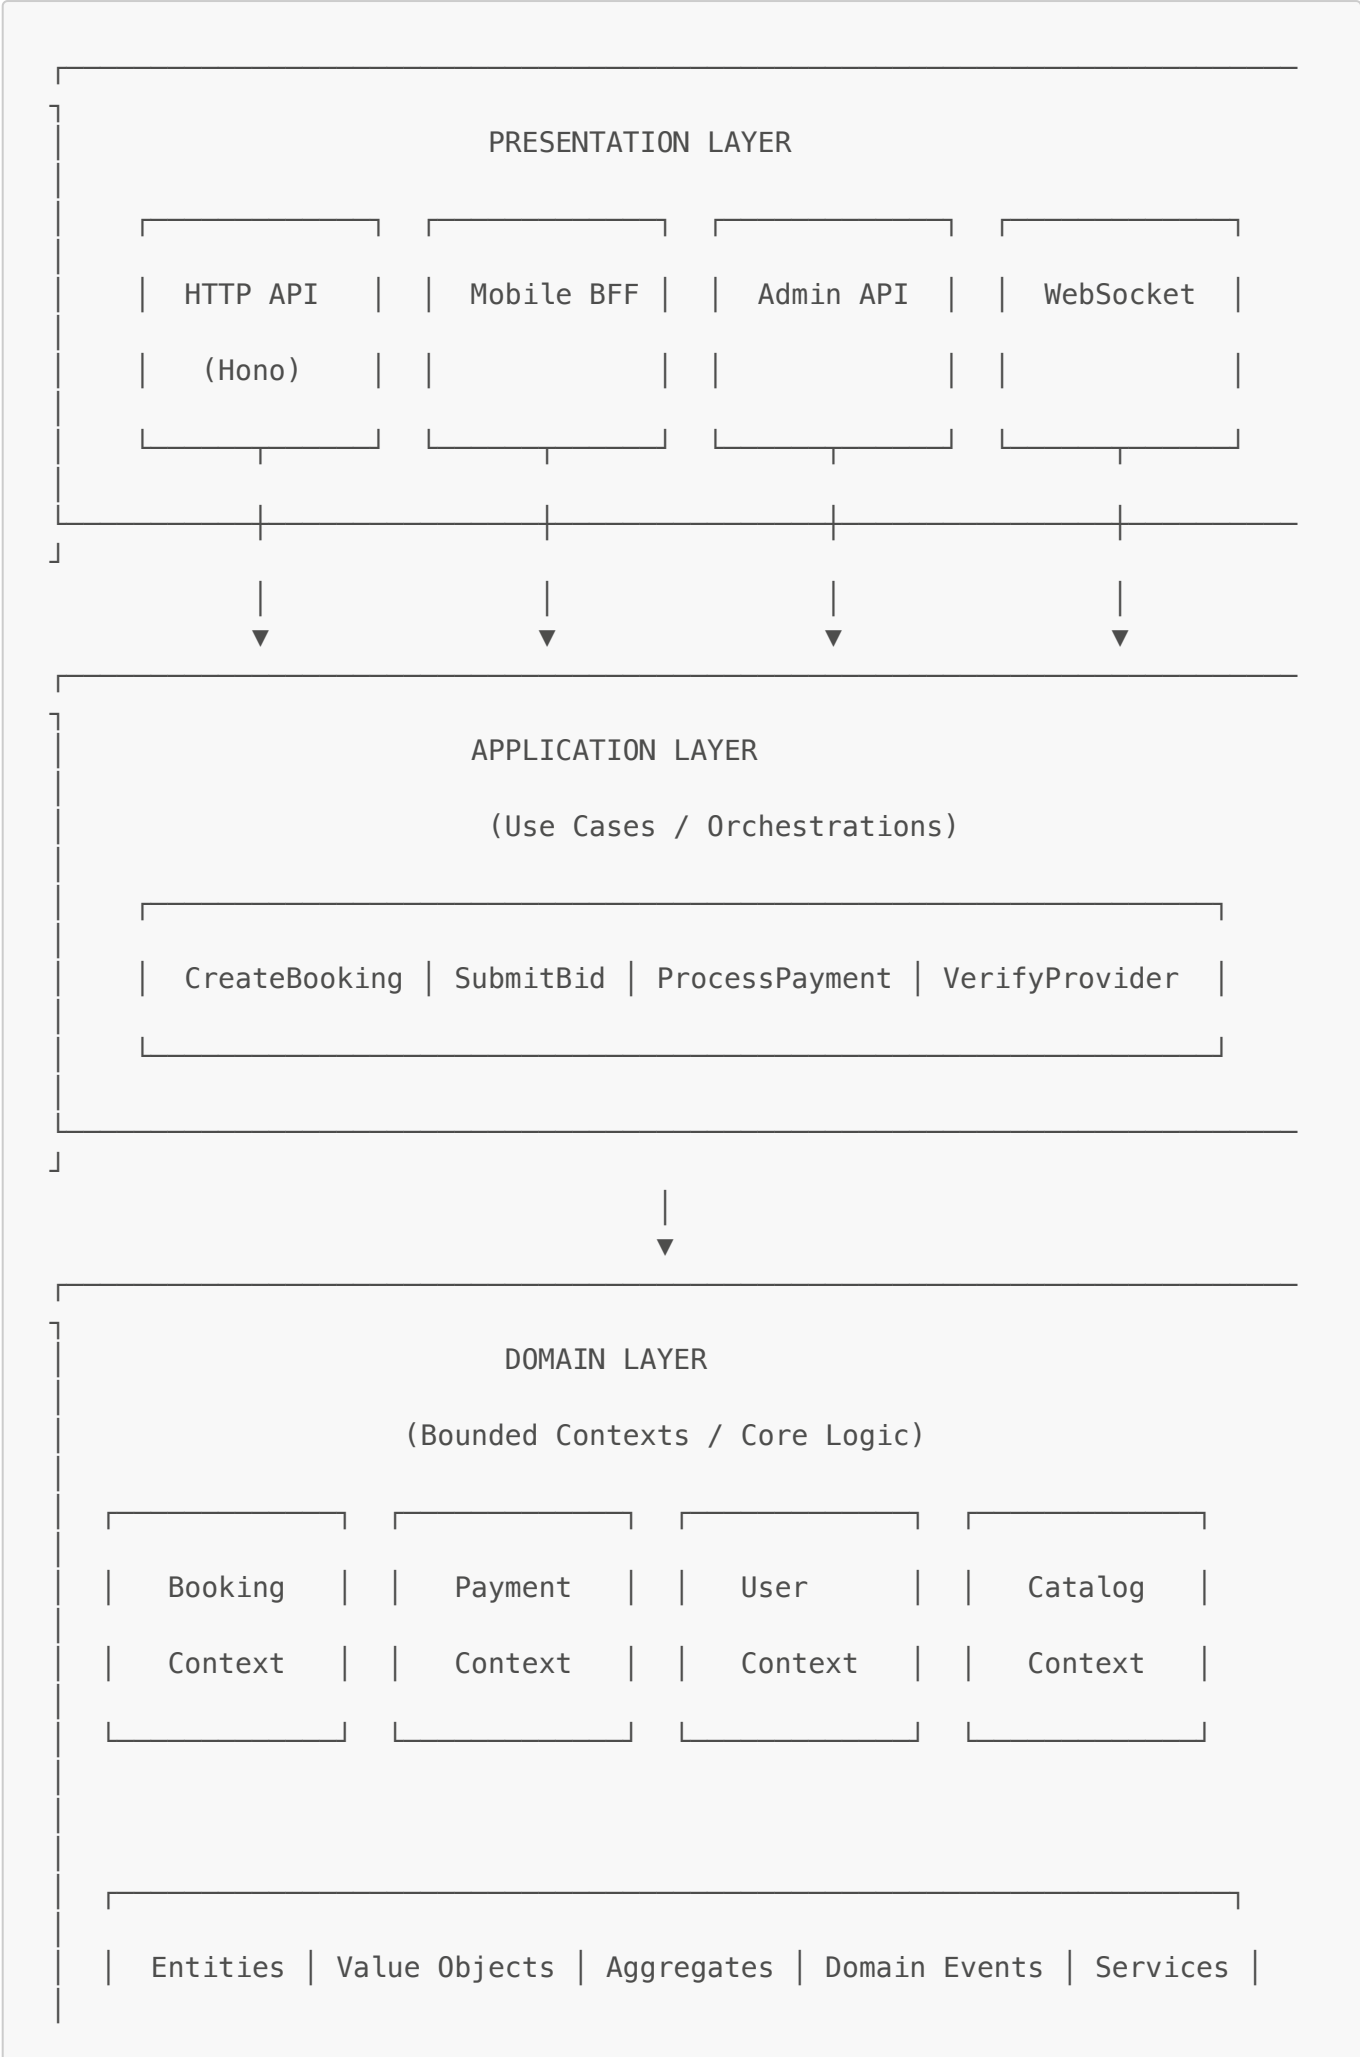 PRESENTATION LAYER
│ HTTP API │ │ Mobile BFF │ │ Admin API │ │ WebSocket │
│ (Hono) │ │ │ │ │ │ │
APPLICATION LAYER
(Use Cases / Orchestrations)
│ CreateBooking │ SubmitBid │ ProcessPayment │ VerifyProvider │
DOMAIN LAYER
(Bounded Contexts / Core Logic)
│ Booking │ │ Payment │ │ User │ │ Catalog │
│ Context │ │ Context │ │ Context │ │ Context │
│ Entities │ Value Objects │ Aggregates │ Domain Events │ Services │